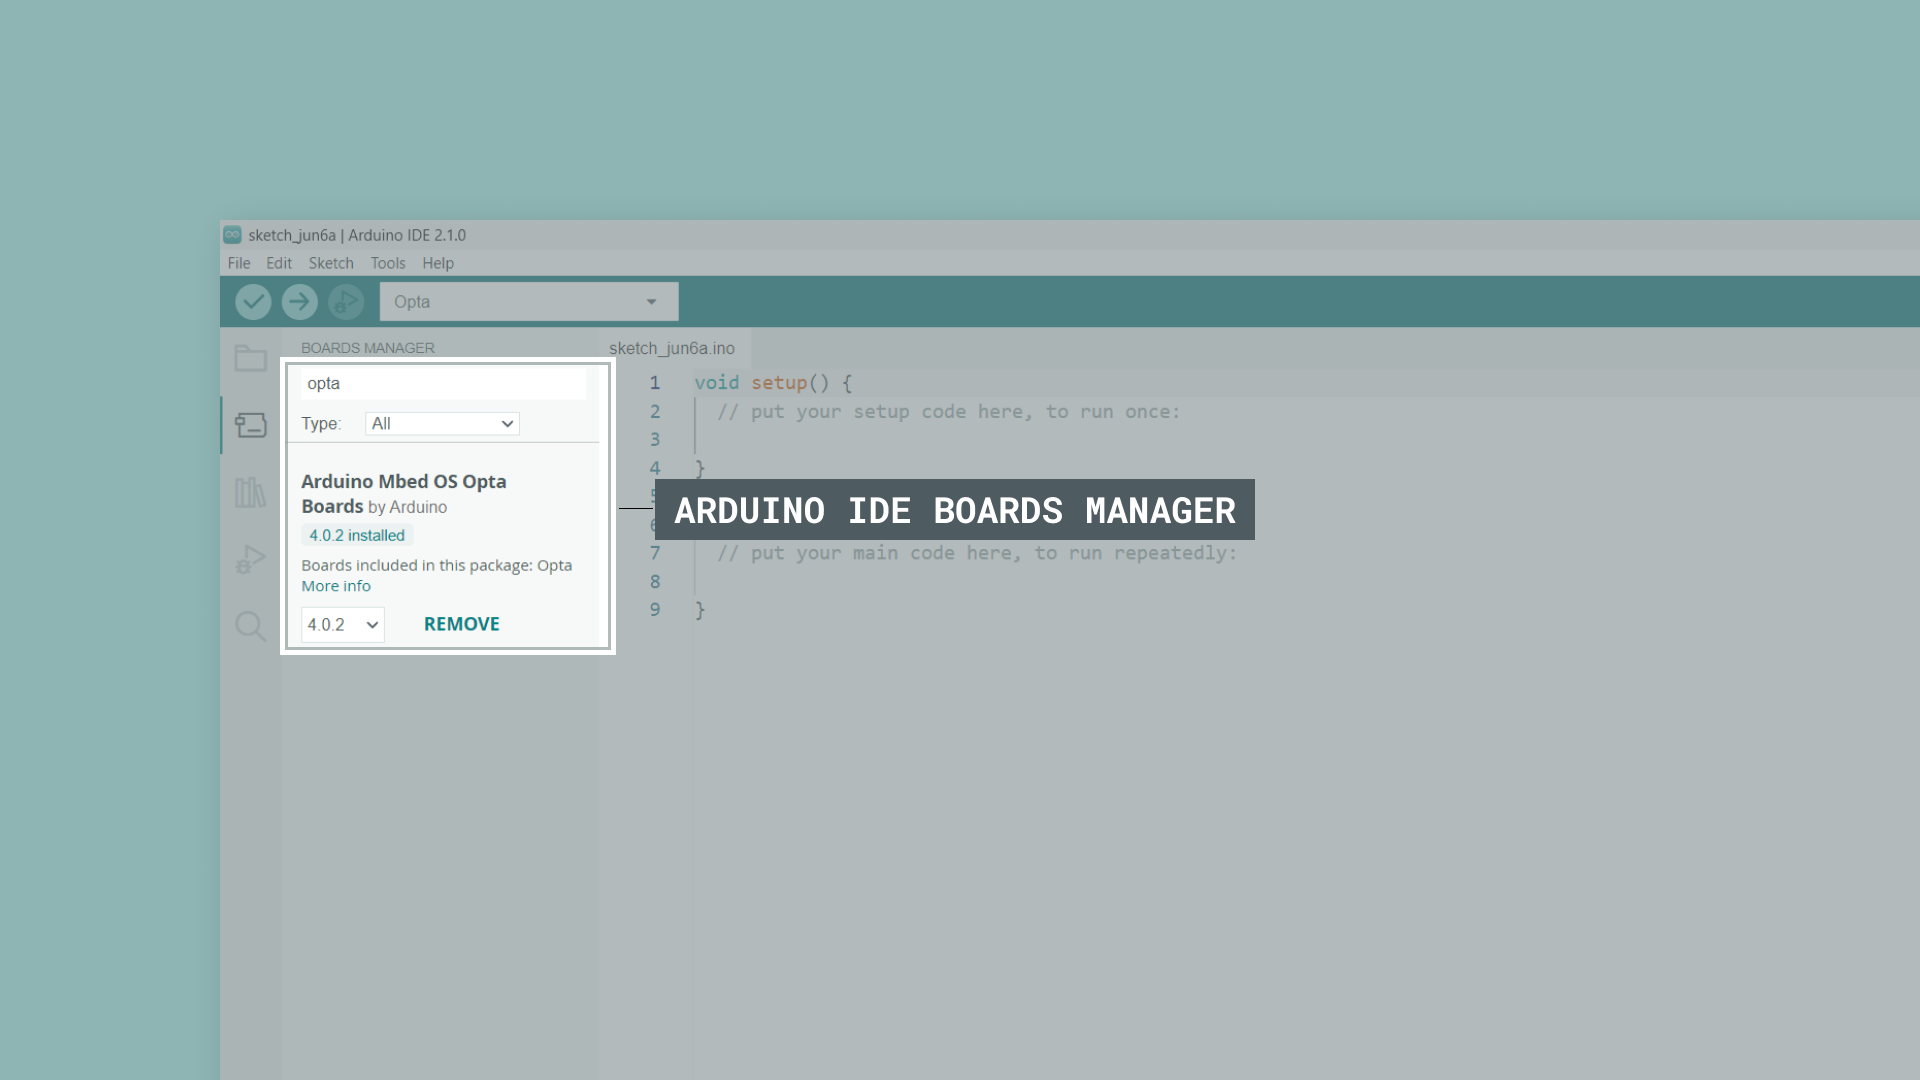 sketch_jun6a | Arduino IDE 2.1.0
File Edit Sketch Tools Help
Opta
BOARDS MANAGER
opta
Type: All
Arduino Mbed OS Opta
Boards by Arduino
4.0.2 installed
Boards included in this package: Opta
More info
4.0.2 REMOVE
sketch_jun6a.ino
1 void setup() {
2 // put your setup code here, to run once:
3
4 }
ARDUINO IDE BOARDS MANAGER
7 // put your main code here, to run repeatedly:
8
9 }